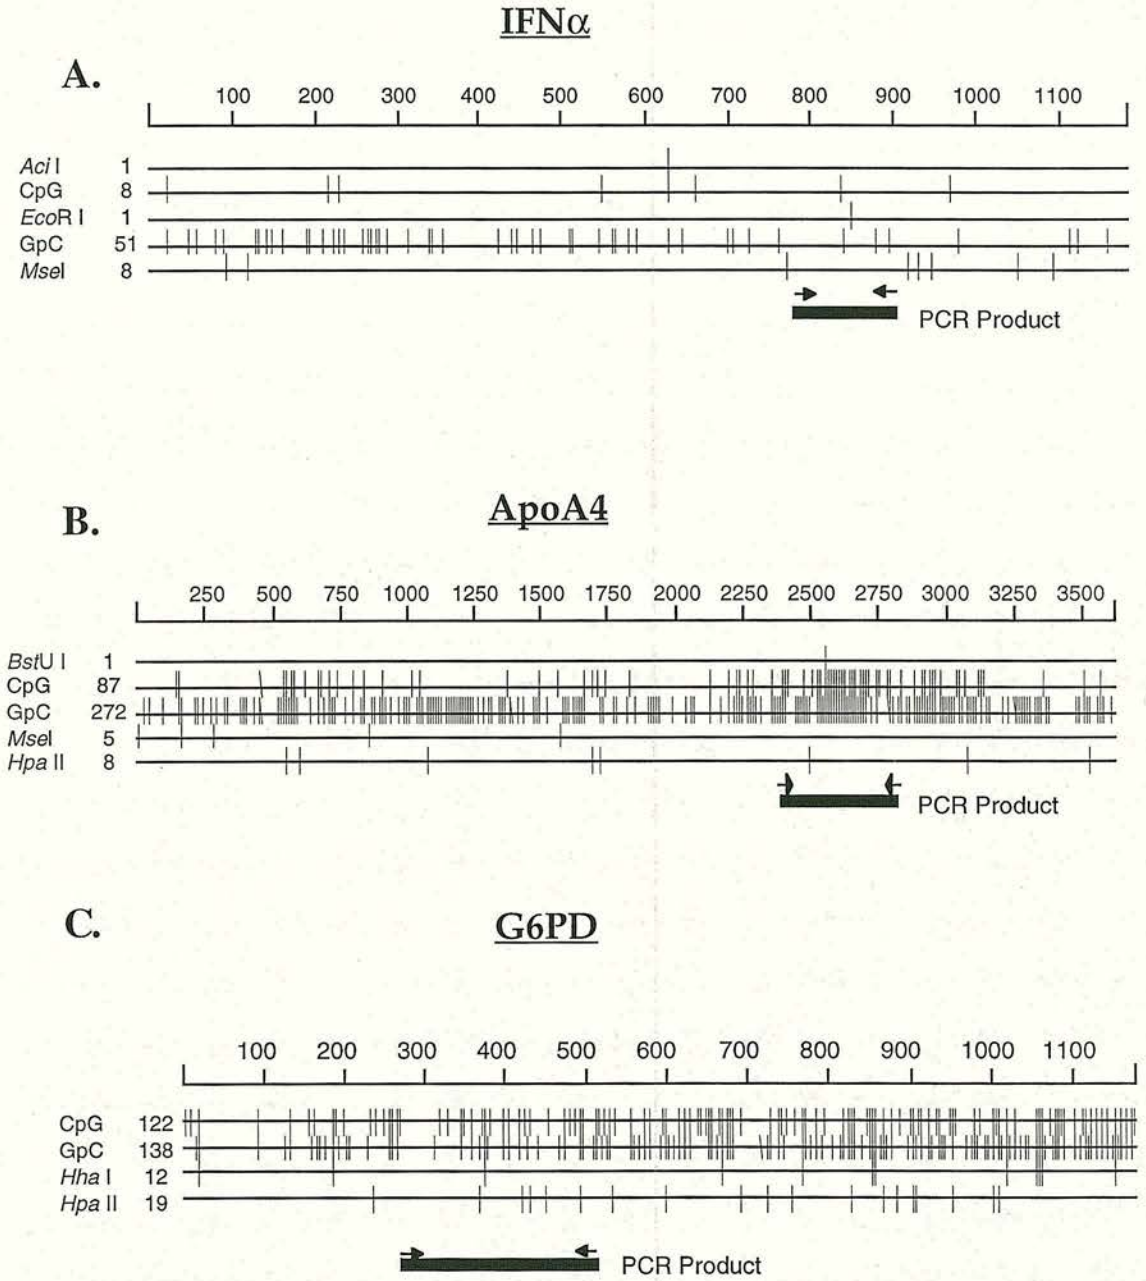 IFNα
A.
100 200 300 400 500 600 700 800 900 1000 1100
Aci I 1
CpG 8
EcoR I 1
GpC 51
MseI 8
PCR Product
ApoA4
B.
250 500 750 1000 1250 1500 1750 2000 2250 2500 2750 3000 3250 3500
BstU I 1
CpG 87
GpC 272
MseI 5
Hpa II 8
PCR Product
C.
G6PD
100 200 300 400 500 600 700 800 900 1000 1100
CpG 122
GpC 138
Hha I 12
Hpa II 19
PCR Product